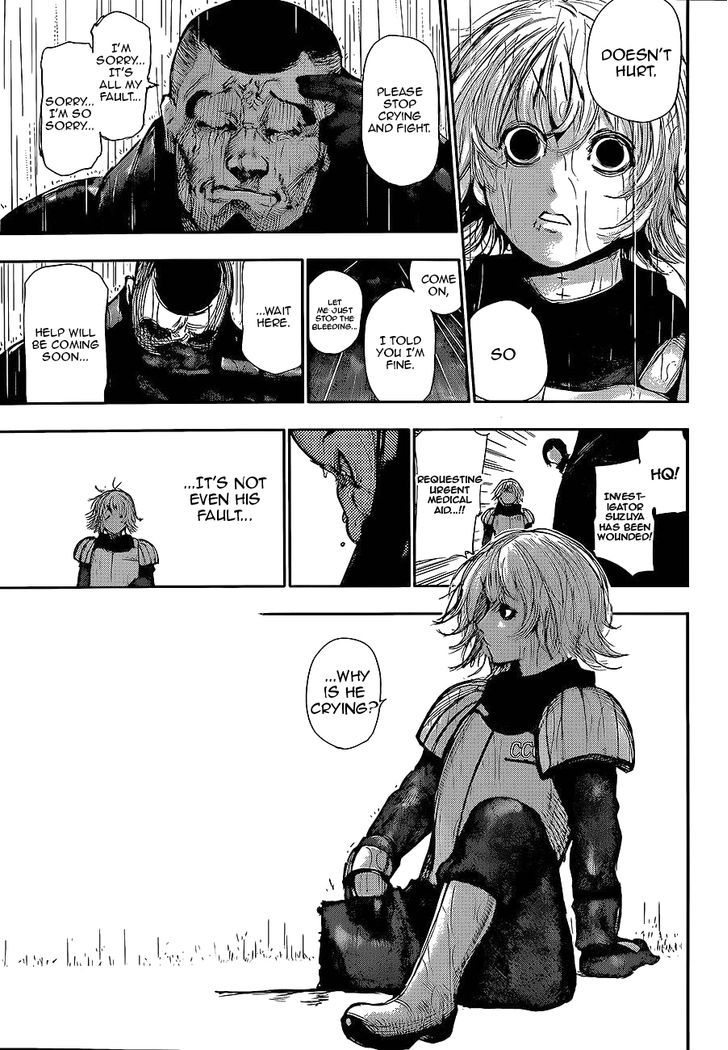 DOESN'T
HURT.
SO
PLEASE
STOP
CRYING
AND FIGHT.
I'M
SORRY...
IT'S
ALL MY
FAULT...
SORRY...
I'M SO
SORRY...
COME
ON,
I TOLD
YOU I'M
FINE.
LET
ME JUST
STOP THE
BLEEDING...
...WAIT
HERE.
HELP WILL
BE COMING
SOON...
HQ!
INVEST-
IGATOR
SUZUYA
HAS BEEN
WOUNDED!
REQUESTING
URGENT
MEDICAL
AID...!!
...IT'S NOT
EVEN HIS
FAULT...
...WHY
IS HE
CRYING?
CCG